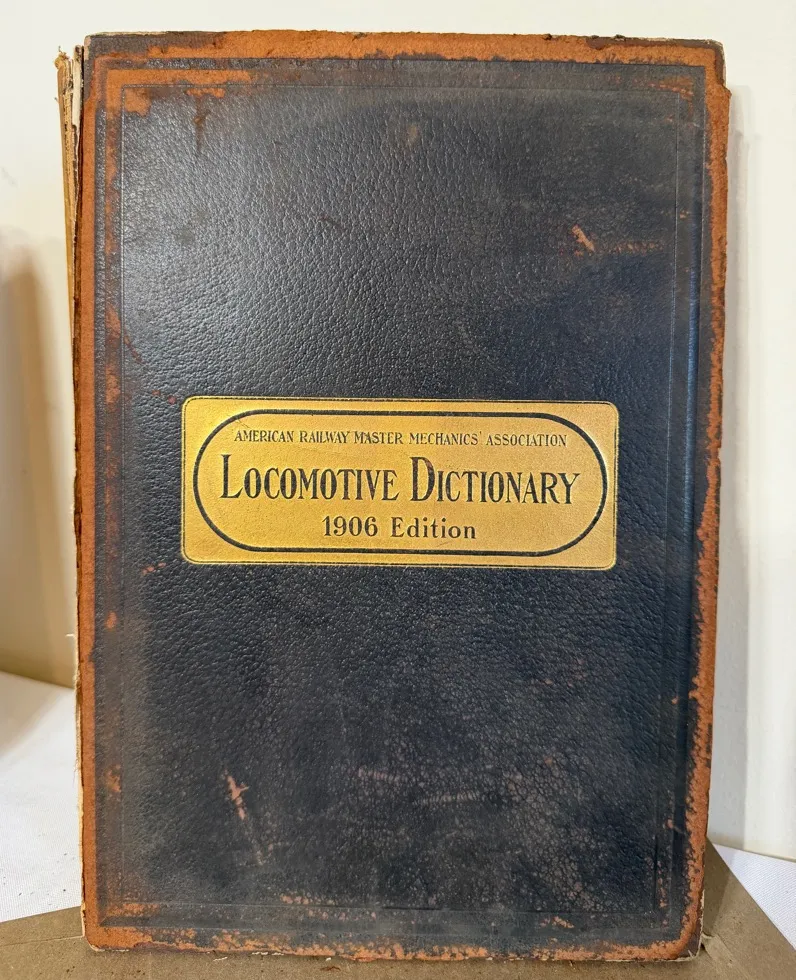 AMERICAN RAILWAY MASTER MECHANICS' ASSOCIATION
LOCOMOTIVE DICTIONARY
1906 Edition